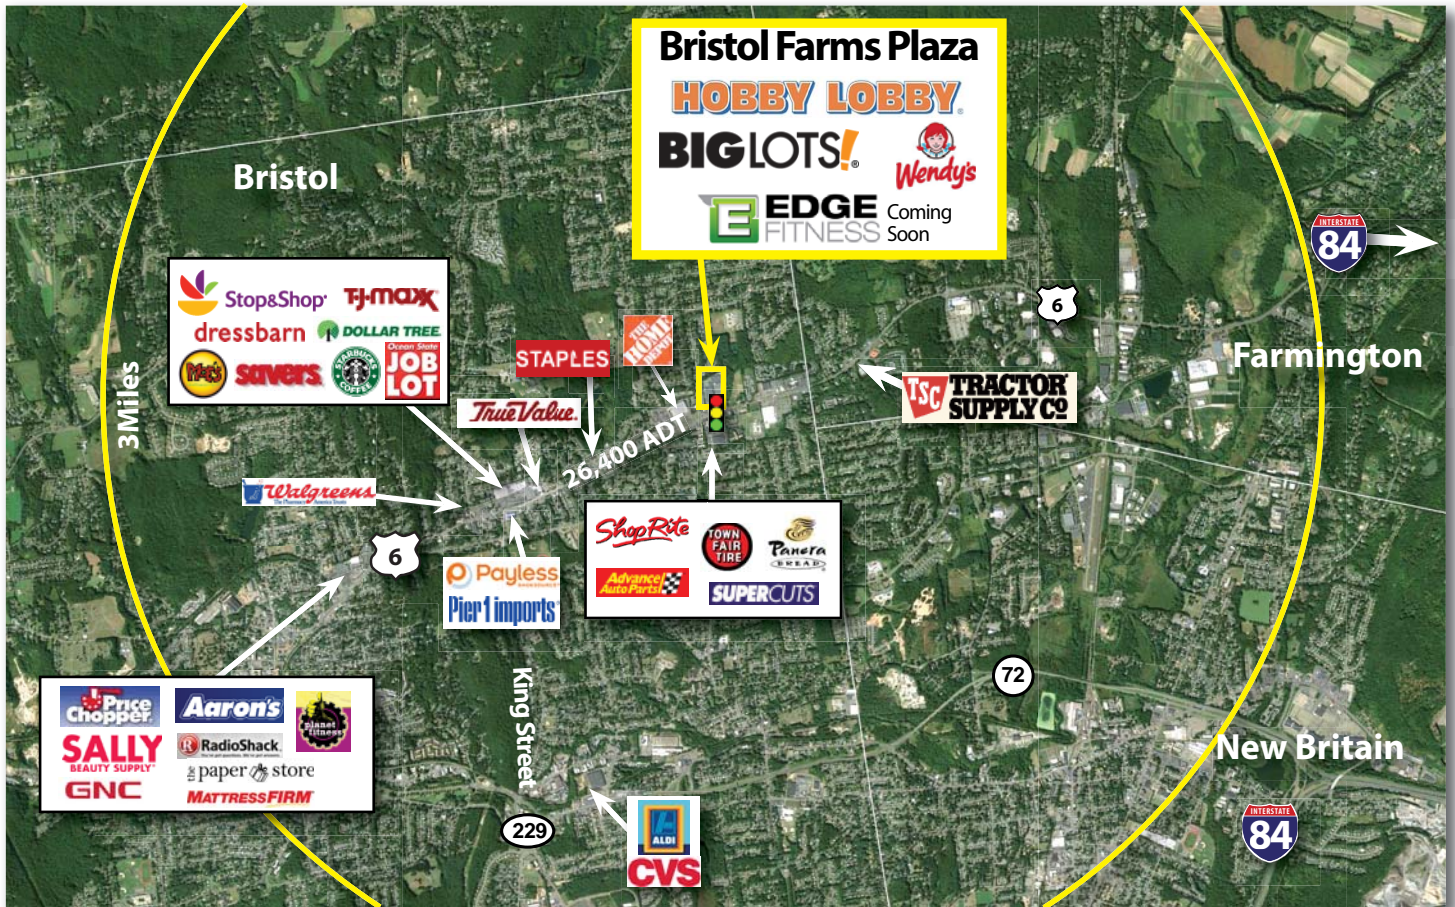 Bristol Farms Plaza
HOBBY LOBBY®
BIG LOTS!®
Wendy's
E EDGE FITNESS
Coming Soon
Bristol
INTERSTATE
84
6
Farmington
3Miles
Stop&Shop
T·J·maxx
dressbarn
DOLLAR TREE
Moe's
savers
STARBUCKS COFFEE
Ocean State
JOB LOT
STAPLES
THE HOME DEPOT
True Value.
TSC TRACTOR SUPPLY CO
26,400 ADT
Walgreens
6
Payless
Pier 1 imports
ShopRite
TOWN FAIR TIRE
Panera
BREAD
Advance Auto Parts
SUPERCUTS
Price Chopper
Aaron's
planet fitness
SALLY
BEAUTY SUPPLY
R RadioShack
the paper store
GNC
MATTRESSFIRM
King Street
72
New Britain
229
ALDI
CVS
INTERSTATE
84